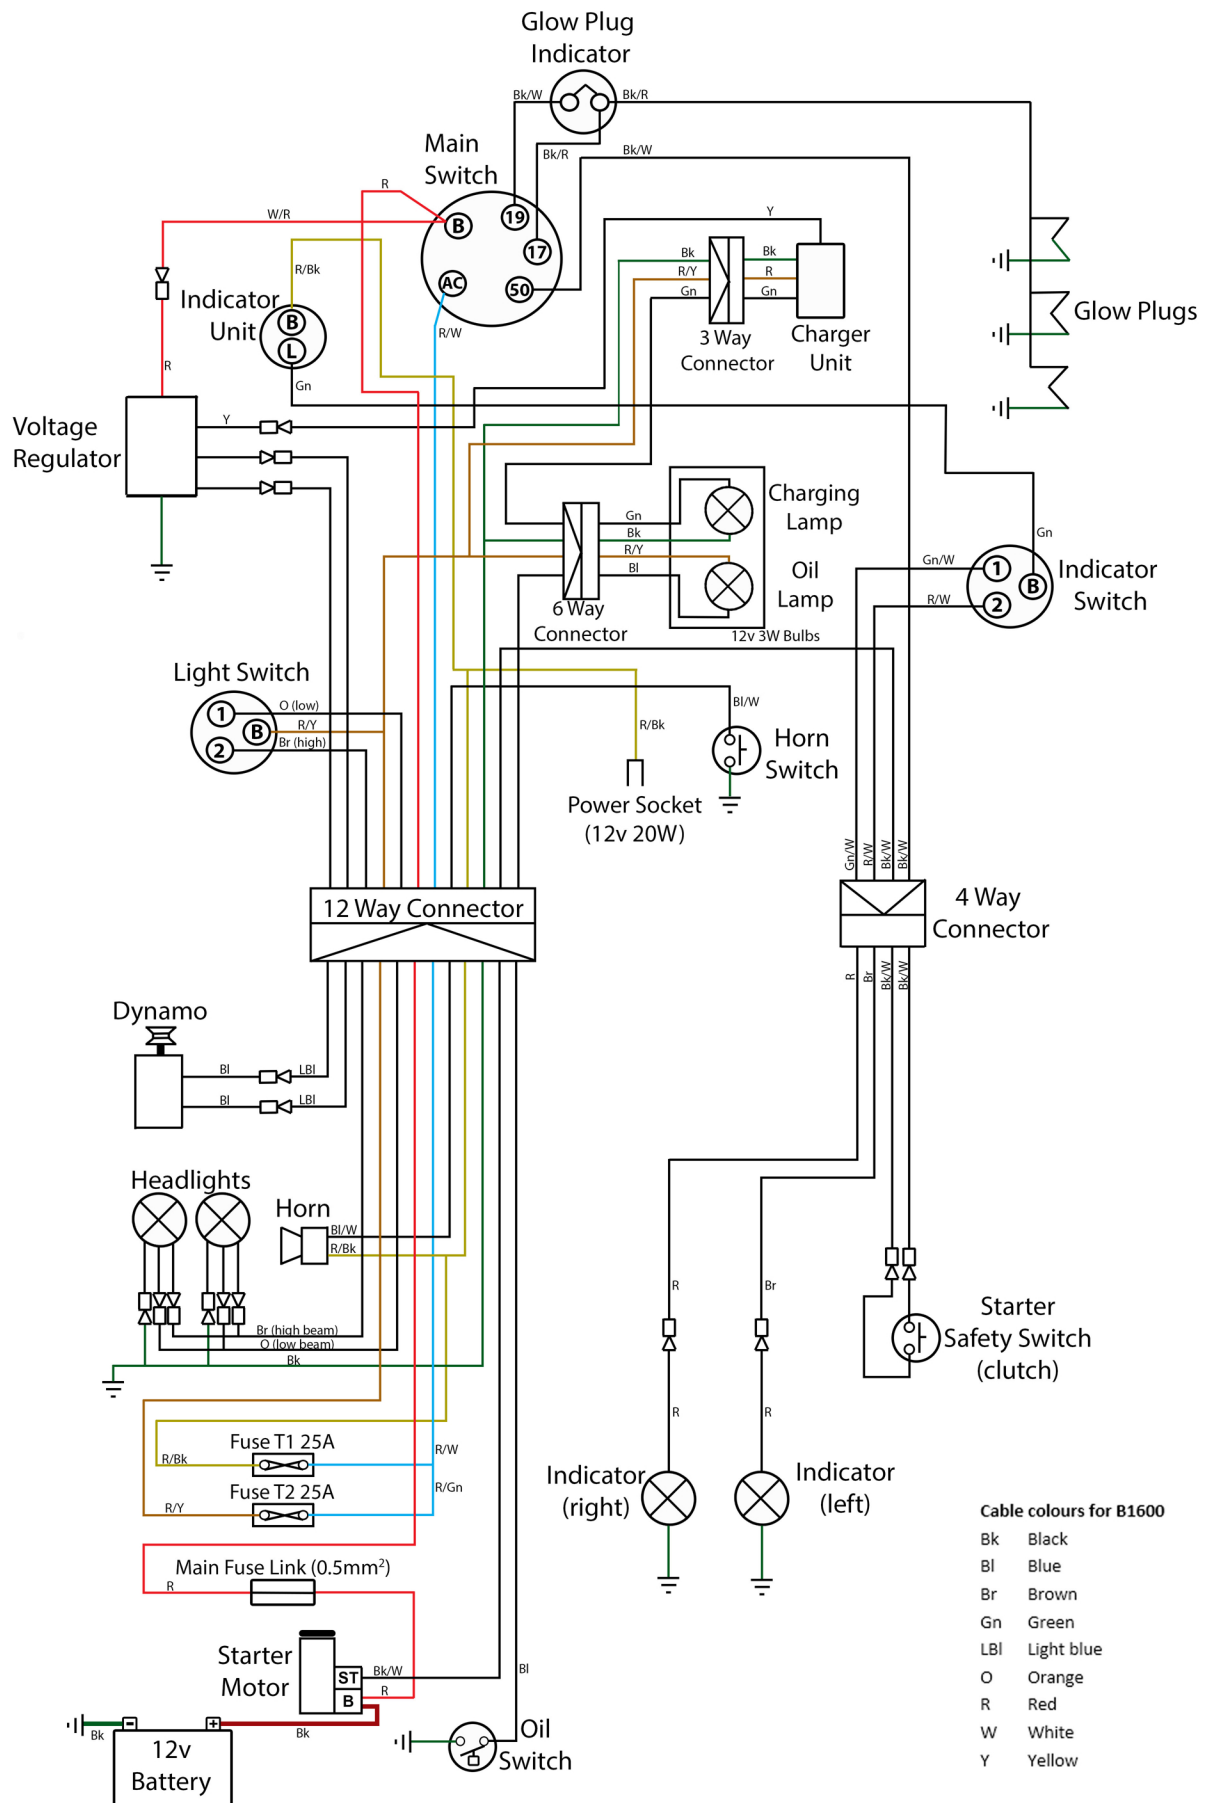 Glow Plug
Indicator
Bk/W
Bk/R
Main
Switch
Bk/R
Bk/W
R
W/R
B
19
17
AC
50
Y
R/Bk
Bk
R/Y
Gn
Bk
R
Gn
Indicator
Unit
B
L
R/W
3 Way
Connector
Charger
Unit
Glow Plugs
R
Gn
Voltage
Regulator
Y
Gn
Bk
R/Y
Bl
Charging
Lamp
Oil
Lamp
6 Way
Connector
12v 3W Bulbs
Gn
Gn/W
R/W
1
2
B
Indicator
Switch
Light Switch
1
B
2
O (low)
R/Y
Br (high)
R/Bk
Bl/W
Horn
Switch
Power Socket
(12v 20W)
Gn/W
R/W
Bk/W
Bk/W
12 Way Connector
4 Way
Connector
R
Br
Bk/W
Bk/W
Dynamo
Bl
LBl
Bl
LBl
Headlights
Horn
Bl/W
R/Bk
Br (high beam)
O (low beam)
Bk
R
Br
Starter
Safety Switch
(clutch)
R
R
Fuse T1 25A
R/Bk
R/W
Fuse T2 25A
R/Y
R/Gn
Indicator
(right)
Indicator
(left)
Main Fuse Link (0.5mm²)
R
Starter
Motor
ST
B
Bk/W
R
Bl
Bk
-
+
Bk
12v
Battery
Oil
Switch
Cable colours for B1600
Bk Black
Bl Blue
Br Brown
Gn Green
LBl Light blue
O Orange
R Red
W White
Y Yellow